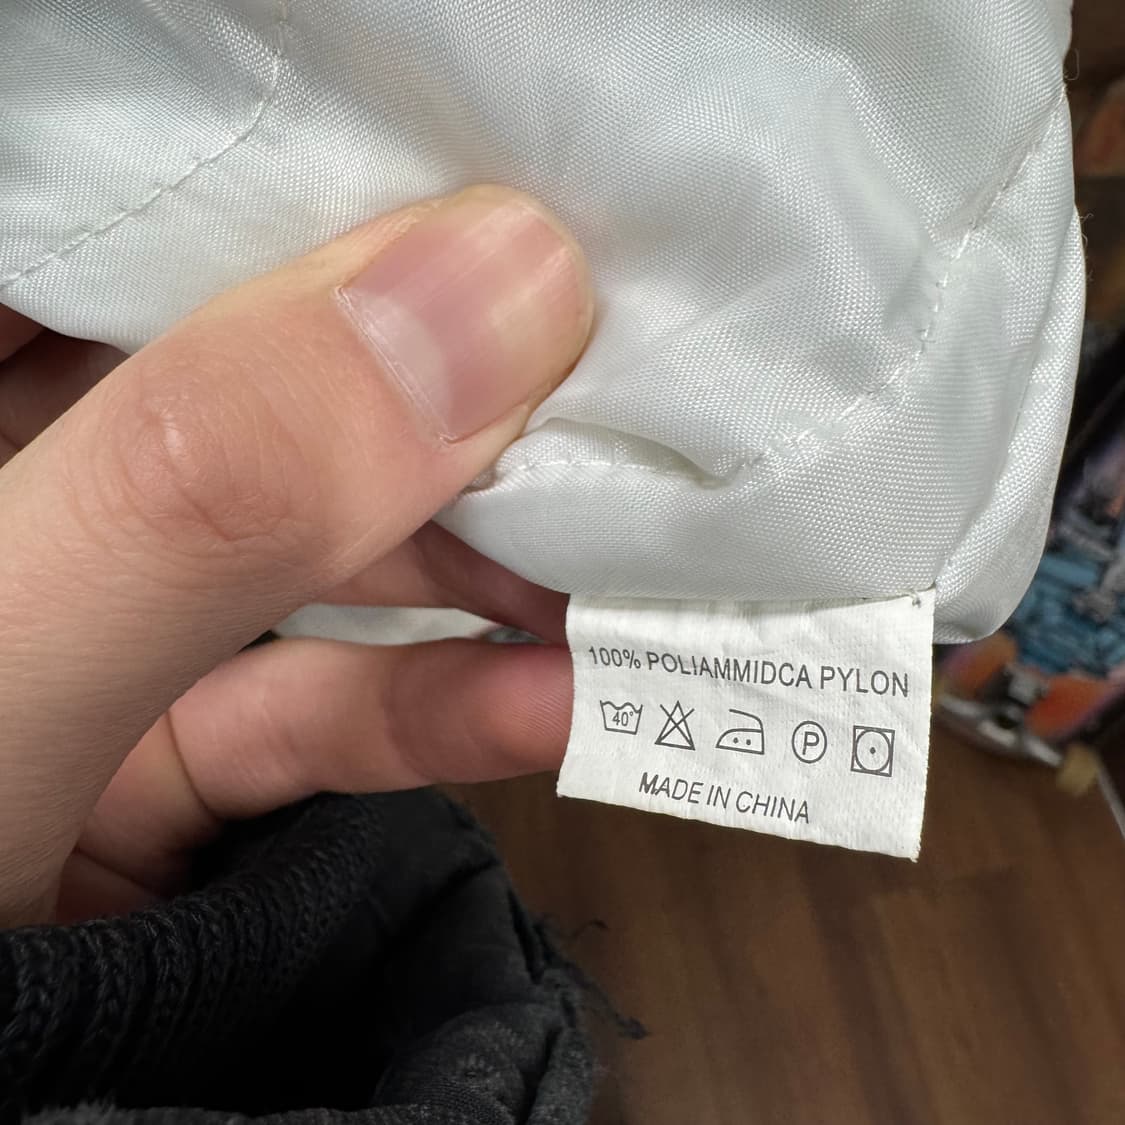 100% POLIAMMIDCA PYLON
40°
P
MADE IN CHINA